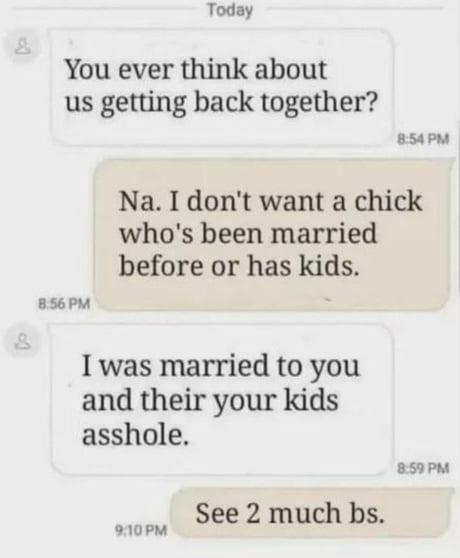 Today
You ever think about
us getting back together?
8:54 PM
Na. I don't want a chick
who's been married
before or has kids.
8:56 PM
I was married to you
and their your kids
asshole.
8:59 PM
See 2 much bs.
9:10 PM